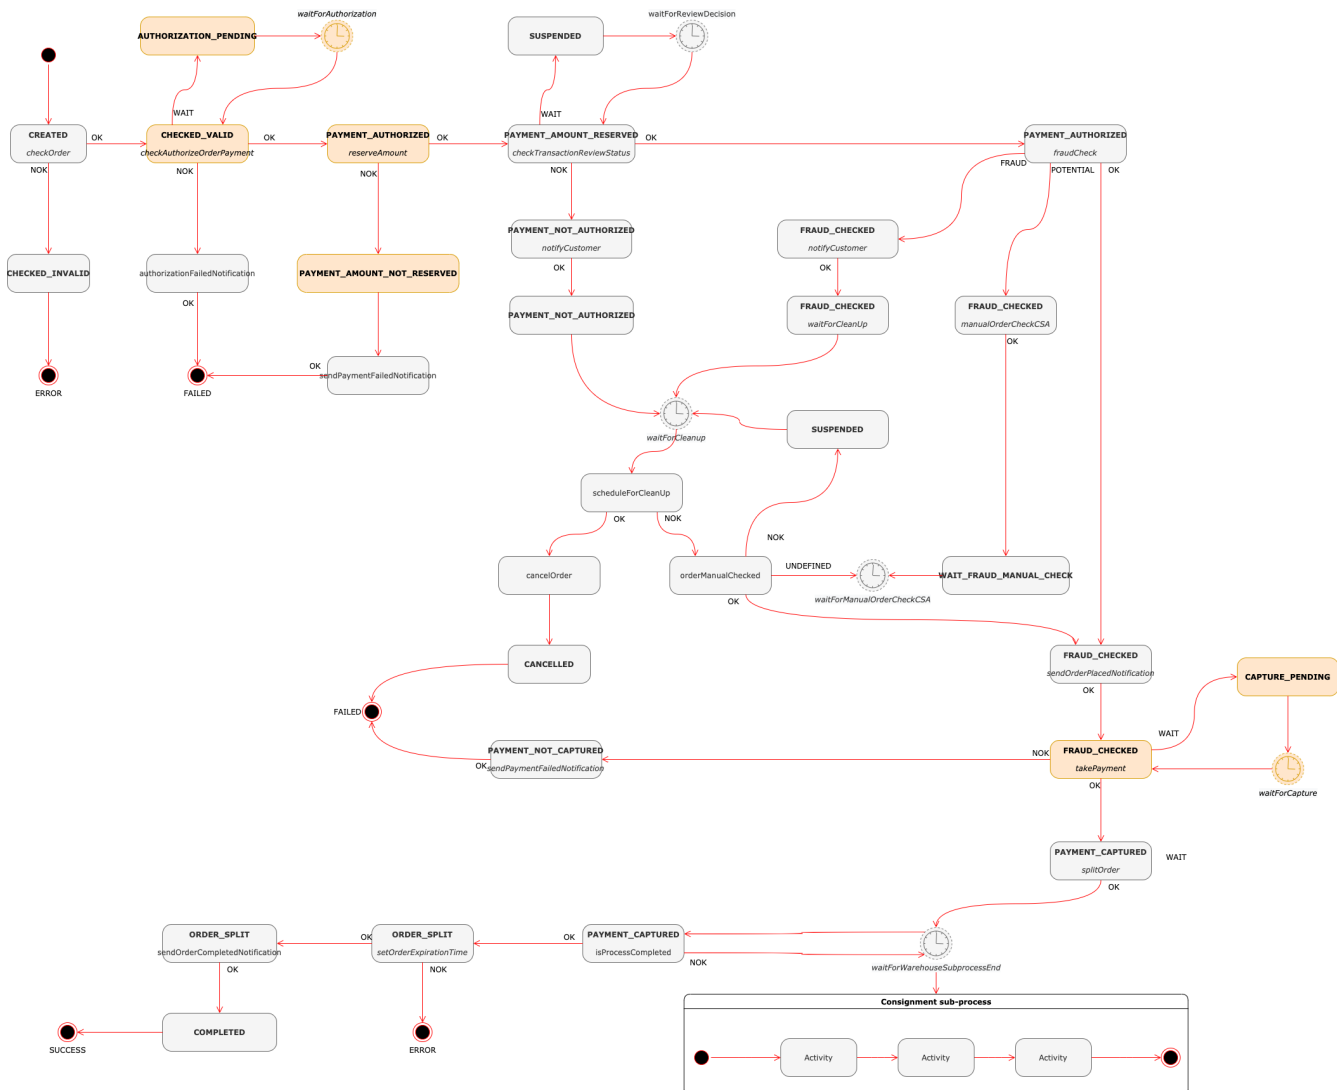 waitForAuthorization
waitForReviewDecision
AUTHORIZATION_PENDING
SUSPENDED
WAIT
WAIT
CREATED
checkOrder
OK
CHECKED_VALID
checkAuthorizeOrderPayment
OK
PAYMENT_AUTHORIZED
reserveAmount
OK
PAYMENT_AMOUNT_RESERVED
checkTransactionReviewStatus
OK
PAYMENT_AUTHORIZED
fraudCheck
NOK
NOK
NOK
NOK
FRAUD
POTENTIAL
OK
PAYMENT_NOT_AUTHORIZED
notifyCustomer
OK
FRAUD_CHECKED
notifyCustomer
OK
CHECKED_INVALID
authorizationFailedNotification
OK
PAYMENT_AMOUNT_NOT_RESERVED
PAYMENT_NOT_AUTHORIZED
FRAUD_CHECKED
waitForCleanUp
FRAUD_CHECKED
manualOrderCheckCSA
OK
ERROR
FAILED
OK
sendPaymentFailedNotification
waitForCleanup
SUSPENDED
scheduleForCleanUp
OK
NOK
NOK
cancelOrder
orderManualChecked
UNDEFINED
OK
waitForManualOrderCheckCSA
WAIT_FRAUD_MANUAL_CHECK
CANCELLED
FRAUD_CHECKED
sendOrderPlacedNotification
OK
CAPTURE_PENDING
FAILED
WAIT
PAYMENT_NOT_CAPTURED
sendPaymentFailedNotification
OK
NOK
FRAUD_CHECKED
takePayment
OK
waitForCapture
PAYMENT_CAPTURED
splitOrder
OK
WAIT
ORDER_SPLIT
sendOrderCompletedNotification
OK
OK
ORDER_SPLIT
setOrderExpirationTime
NOK
OK
PAYMENT_CAPTURED
isProcessCompleted
NOK
waitForWarehouseSubprocessEnd
Consignment sub-process
COMPLETED
SUCCESS
ERROR
Activity
Activity
Activity